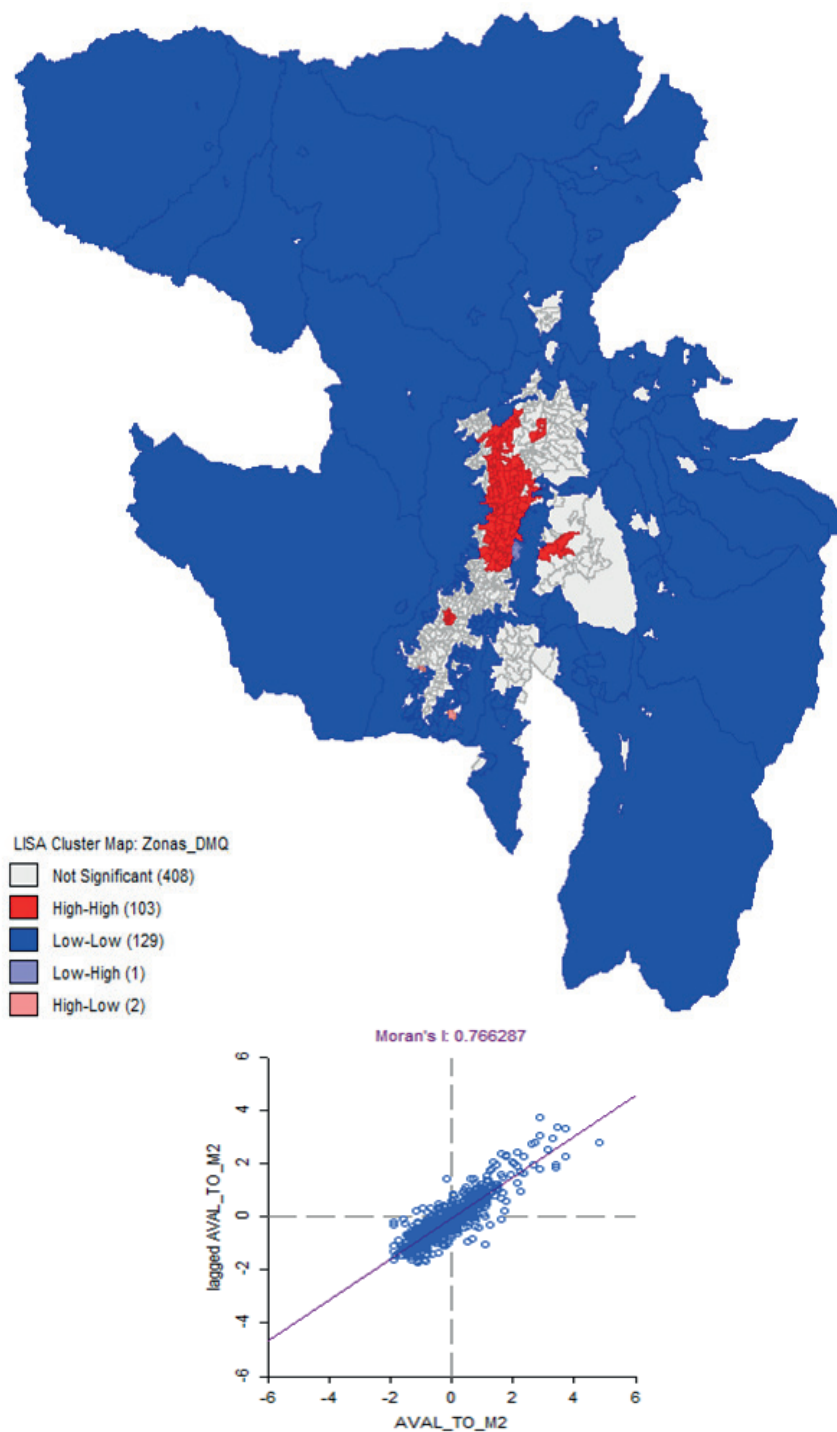 LISA Cluster Map: Zonas_DMQ
Not Significant (408)
High-High (103)
Low-Low (129)
Low-High (1)
High-Low (2)
Moran's I: 0.766287
6
4
2
0
-2
-4
-6
lagged AVAL_TO_M2
-6 -4 -2 0 2 4 6
AVAL_TO_M2